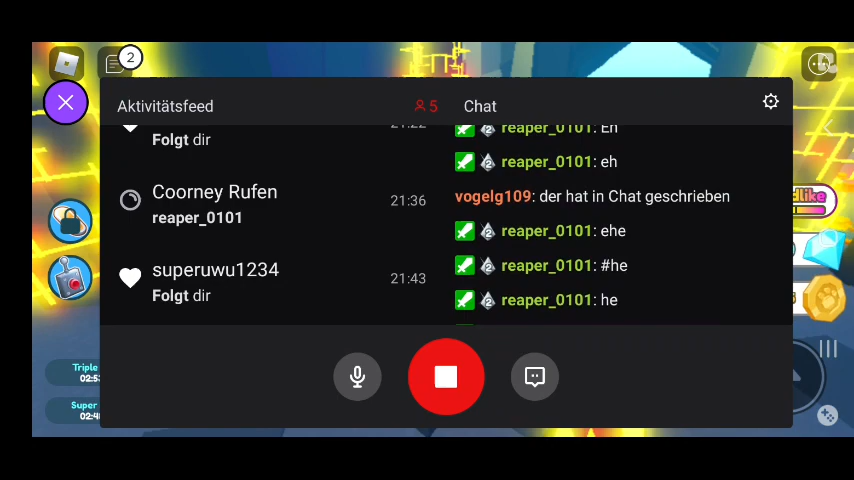 2
Aktivitätsfeed
5
Chat
Folgt dir
Coorney Rufen
reaper_0101
21:36
superuwu1234
Folgt dir
21:43
reaper_0101: Eh
reaper_0101: eh
vogelg109: der hat in Chat geschrieben
reaper_0101: ehe
reaper_0101: #he
reaper_0101: he
dlike
Triple
Super